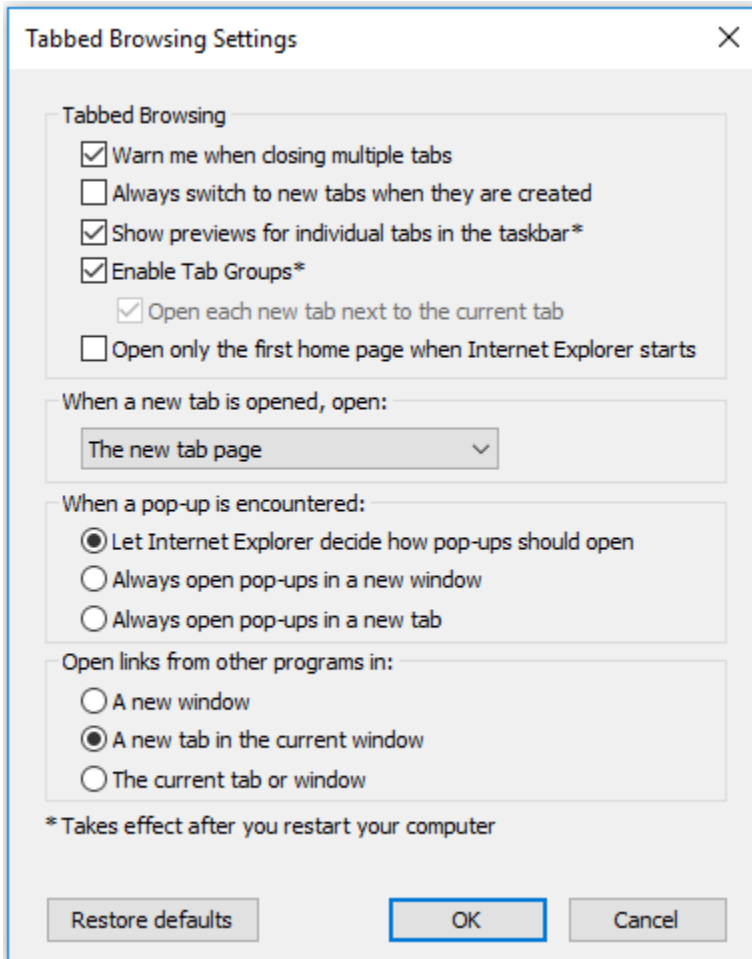 Tabbed Browsing Settings
Tabbed Browsing
Warn me when closing multiple tabs
Always switch to new tabs when they are created
Show previews for individual tabs in the taskbar*
Enable Tab Groups*
Open each new tab next to the current tab
Open only the first home page when Internet Explorer starts
When a new tab is opened, open:
The new tab page
When a pop-up is encountered:
Let Internet Explorer decide how pop-ups should open
Always open pop-ups in a new window
Always open pop-ups in a new tab
Open links from other programs in:
A new window
A new tab in the current window
The current tab or window
* Takes effect after you restart your computer
Restore defaults OK Cancel